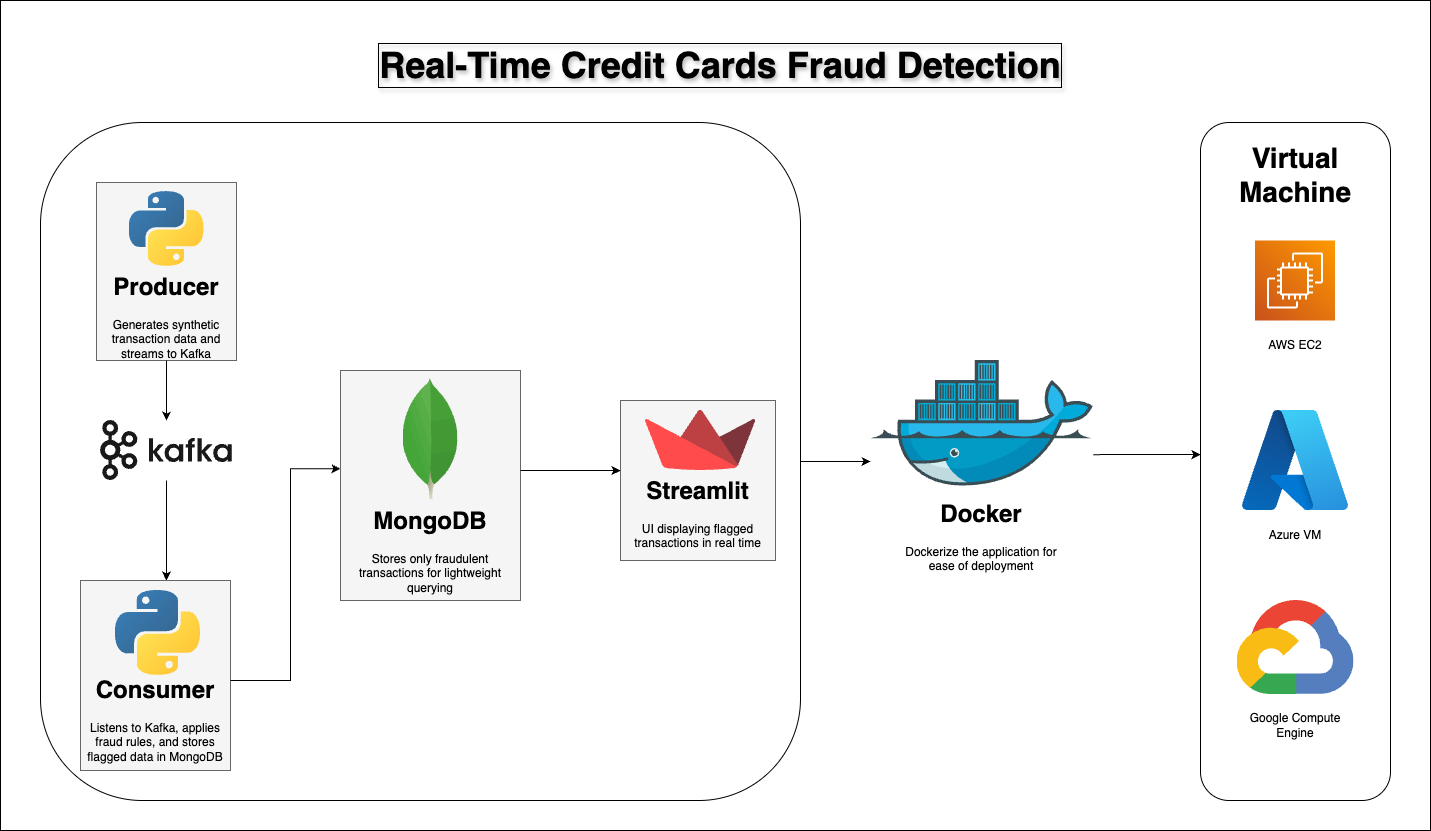 Real-Time Credit Cards Fraud Detection
Producer
Generates synthetic
transaction data and
streams to Kafka
kafka
Consumer
Listens to Kafka, applies
fraud rules, and stores
flagged data in MongoDB
MongoDB
Stores only fraudulent
transactions for lightweight
querying
Streamlit
UI displaying flagged
transactions in real time
Docker
Dockerize the application for
ease of deployment
Virtual
Machine
AWS EC2
Azure VM
Google Compute
Engine